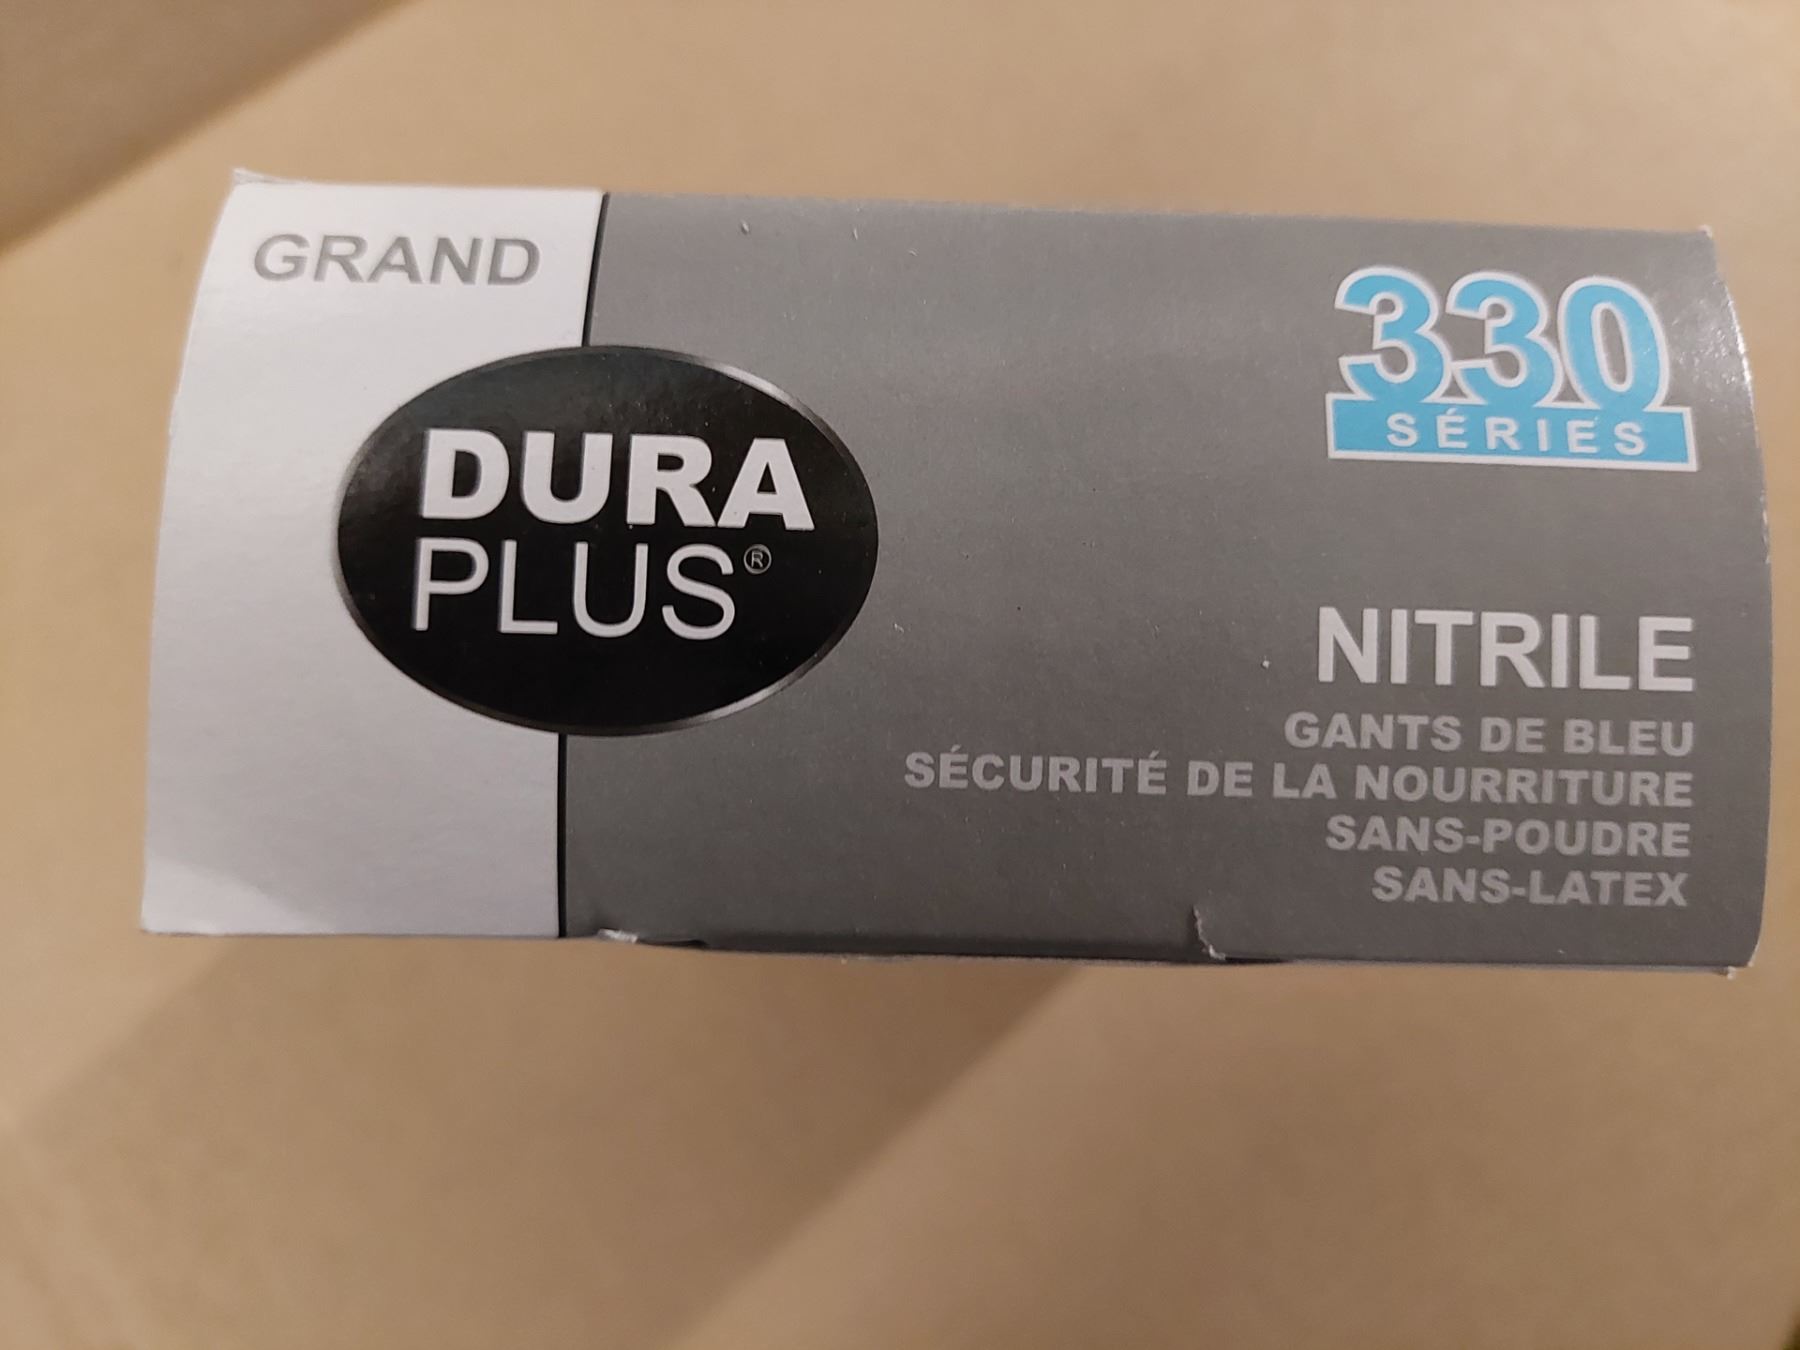 GRAND
DURA
PLUS®
330
SÉRIES
NITRILE
GANTS DE BLEU
SÉCURITÉ DE LA NOURRITURE
SANS-POUDRE
SANS-LATEX